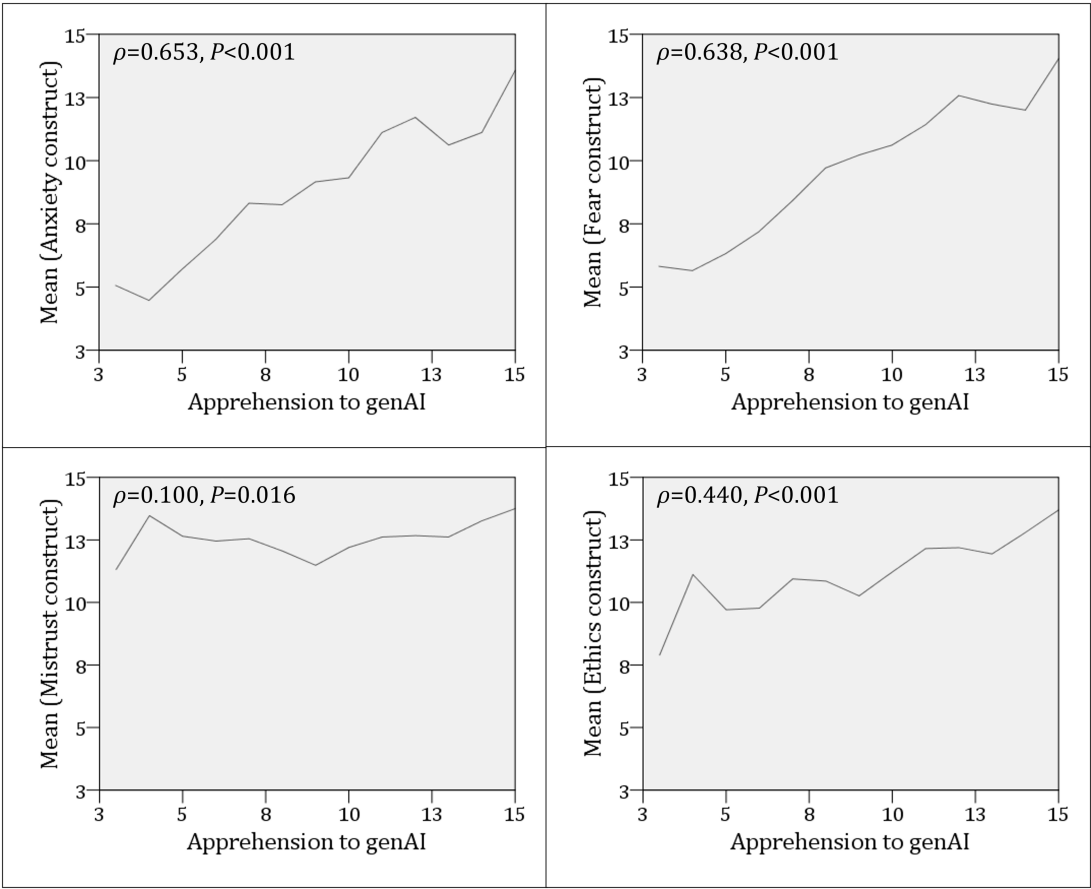 ρ=0.653, P<0.001
Mean (Anxiety construct)
15
13
10
8
5
3
3 5 8 10 13 15
Apprehension to genAI
ρ=0.638, P<0.001
Mean (Fear construct)
15
13
10
8
5
3
3 5 8 10 13 15
Apprehension to genAI
ρ=0.100, P=0.016
Mean (Mistrust construct)
15
13
10
8
5
3
3 5 8 10 13 15
Apprehension to genAI
ρ=0.440, P<0.001
Mean (Ethics construct)
15
13
10
8
5
3
3 5 8 10 13 15
Apprehension to genAI